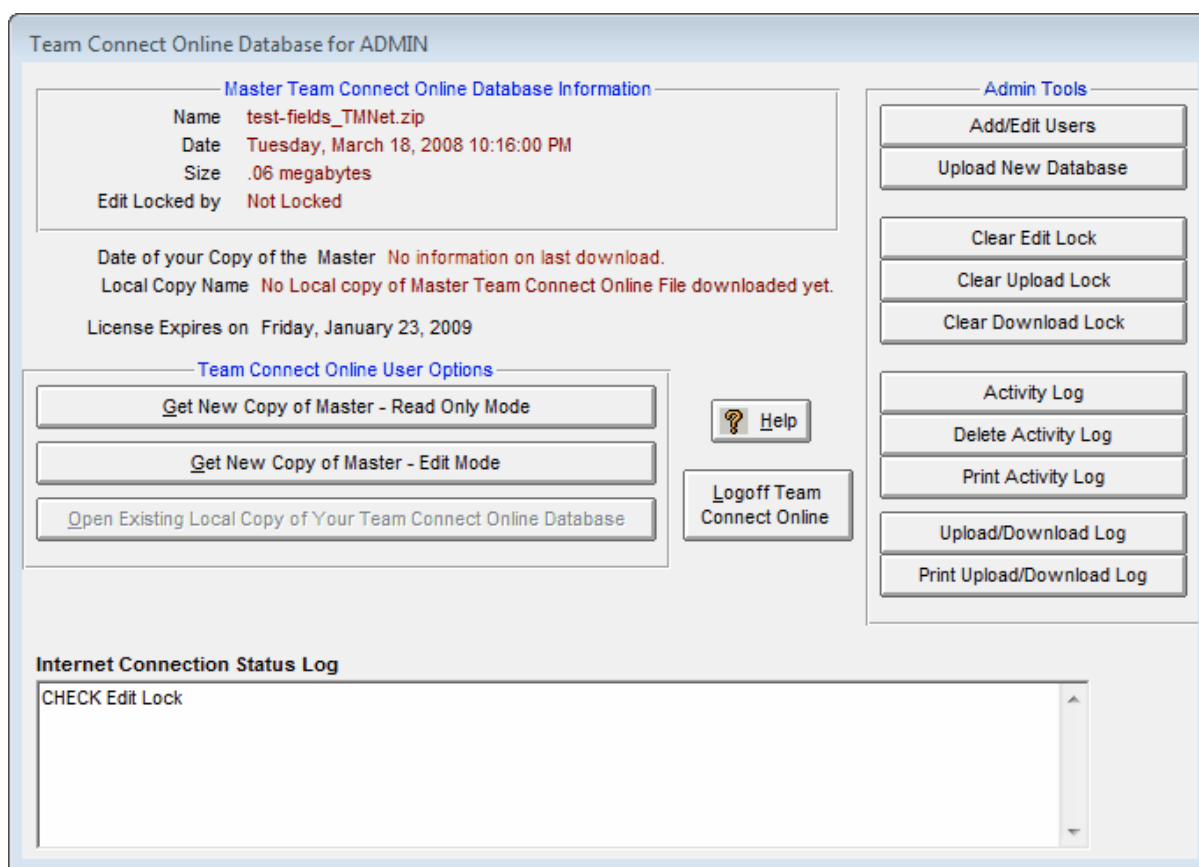 Team Connect Online Database for ADMIN
Master Team Connect Online Database Information
Name test-fields_TMNet.zip
Date Tuesday, March 18, 2008 10:16:00 PM
Size .06 megabytes
Edit Locked by Not Locked
Date of your Copy of the Master No information on last download.
Local Copy Name No Local copy of Master Team Connect Online File downloaded yet.
License Expires on Friday, January 23, 2009
Team Connect Online User Options
Get New Copy of Master - Read Only Mode
Get New Copy of Master - Edit Mode
Open Existing Local Copy of Your Team Connect Online Database
Help
Logoff Team
Connect Online
Admin Tools
Add/Edit Users
Upload New Database
Clear Edit Lock
Clear Upload Lock
Clear Download Lock
Activity Log
Delete Activity Log
Print Activity Log
Upload/Download Log
Print Upload/Download Log
Internet Connection Status Log
CHECK Edit Lock